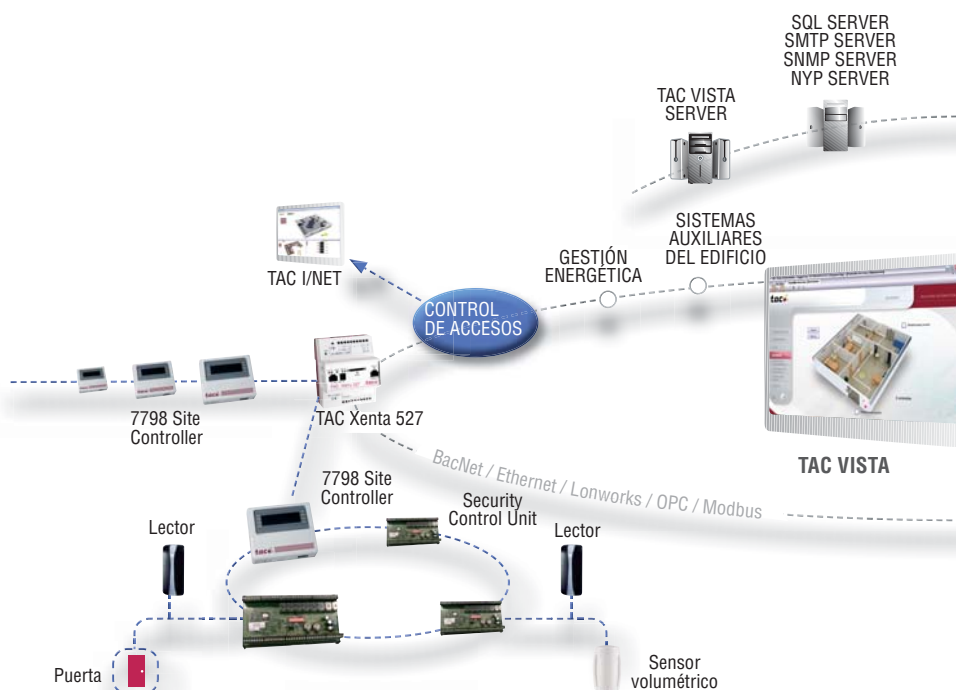 SQL SERVER
SMTP SERVER
SNMP SERVER
NYP SERVER
TAC VISTA
SERVER
SISTEMAS
AUXILIARES
DEL EDIFICIO
GESTIÓN
ENERGÉTICA
TAC I/NET
CONTROL
DE ACCESOS
tac
7798 Site
Controller
TAC Xenta 527
TAC VISTA
BacNet / Ethernet / Lonworks / OPC / Modbus
7798 Site
Controller
tac
Security
Control Unit
Lector
Lector
Puerta
Sensor
volumétrico